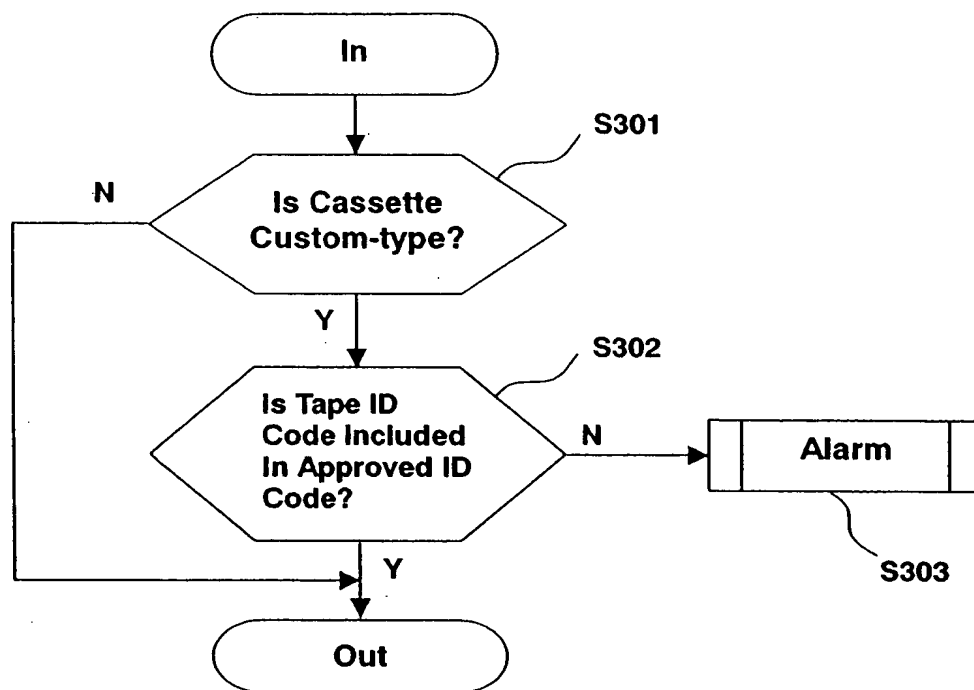 In
S301
N
Is Cassette
Custom-type?
Y
S302
Is Tape ID
Code Included
In Approved ID
Code?
N
Alarm
Y
S303
Out